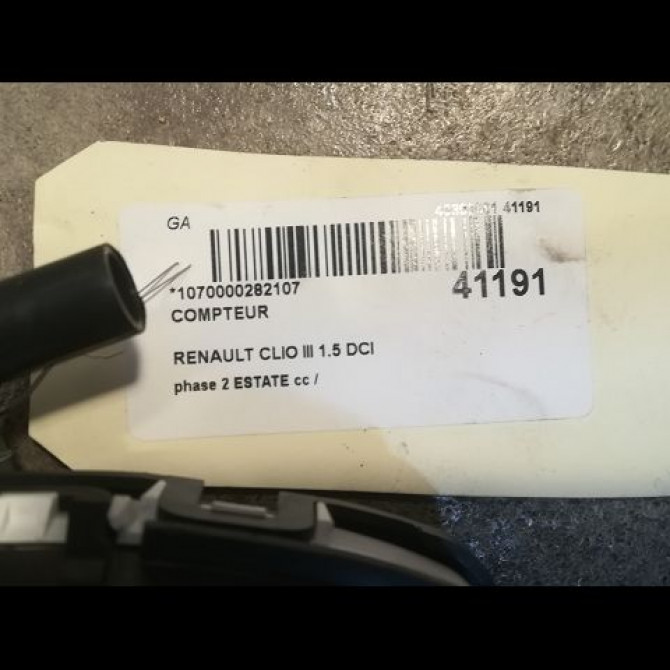 GA
41191
*1070000282107
41191
COMPTEUR
RENAULT CLIO III 1.5 DCI
phase 2 ESTATE cc /